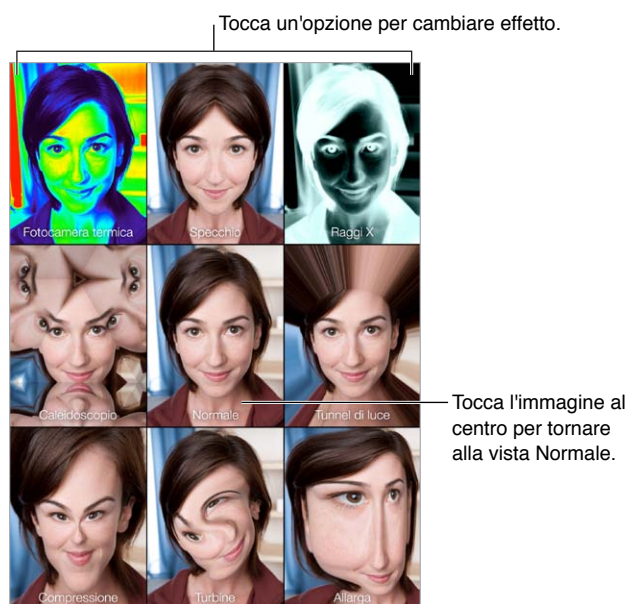 Tocca un'opzione per cambiare effetto.
Fotocamera termica
Specchio
Raggi X
Caleidoscopio
Normale
Tunnel di luce
Tocca l'immagine al
centro per tornare
alla vista Normale.
Compressione
Turbine
Allarga